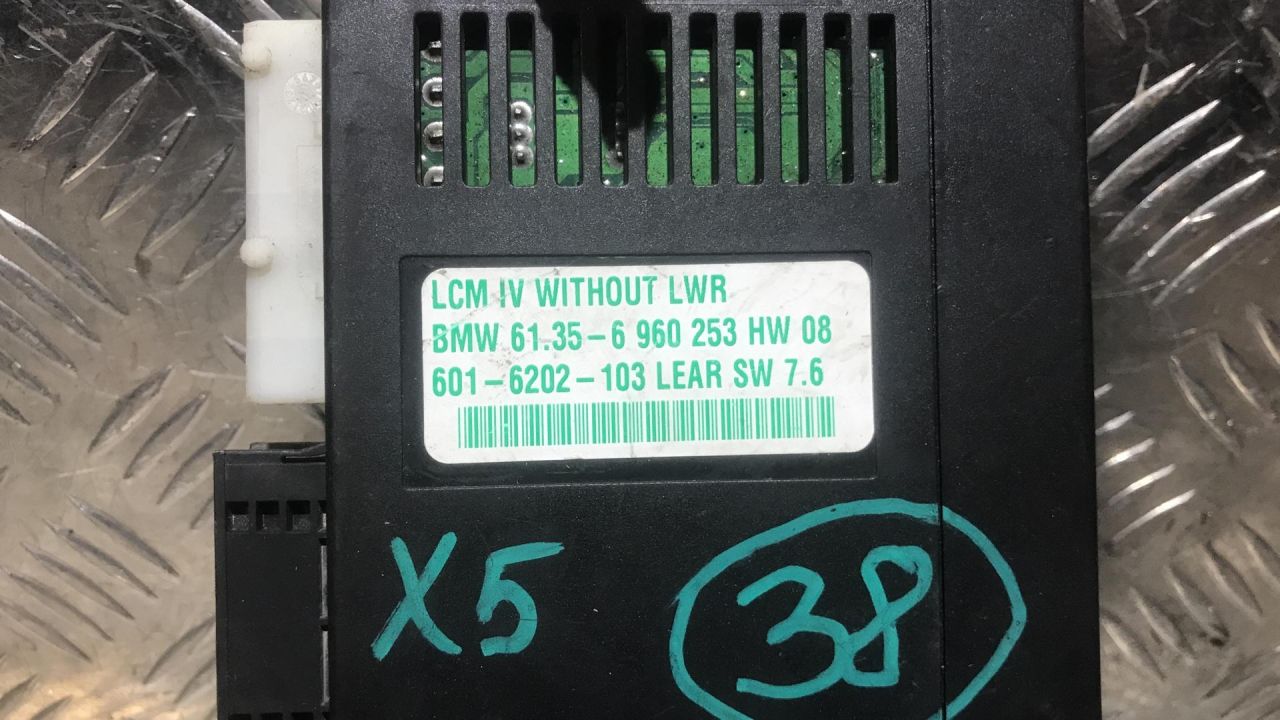 LCM IV WITHOUT LWR
BMW 61.35-6 960 253 HW 08
601-6202-103 LEAR SW 7.6
X5
38